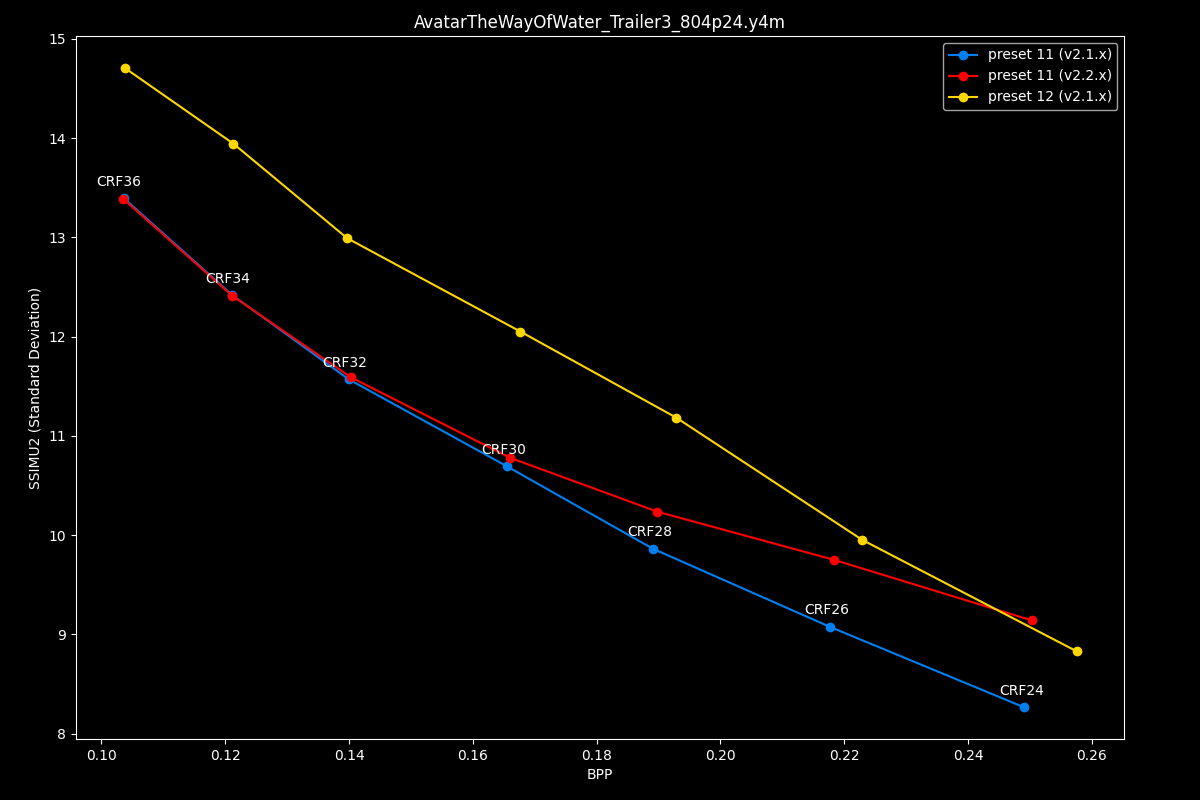 AvatarTheWayOfWater_Trailer3_804p24.y4m
preset 11 (v2.1.x)
preset 11 (v2.2.x)
preset 12 (v2.1.x)
15
14
13
12
11
10
9
8
SSIMU2 (Standard Deviation)
CRF36
CRF34
CRF32
CRF30
CRF28
CRF26
CRF24
0.10 0.12 0.14 0.16 0.18 0.20 0.22 0.24 0.26
BPP